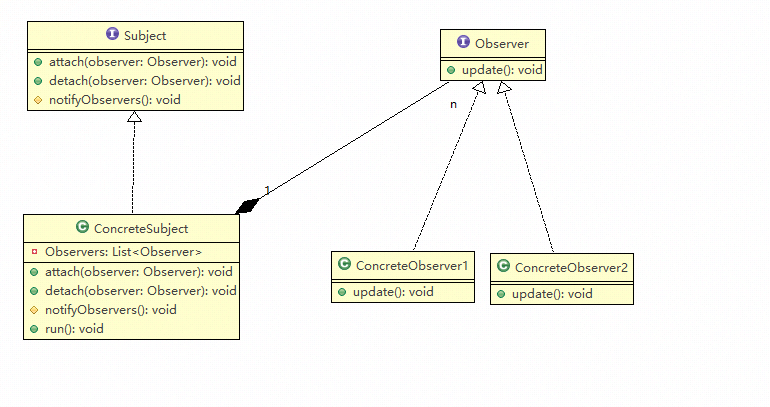 Subject
attach(observer: Observer): void
detach(observer: Observer): void
notifyObservers(): void
Observer
update(): void
n
1
ConcreteSubject
Observers: List<Observer>
attach(observer: Observer): void
detach(observer: Observer): void
notifyObservers(): void
run(): void
ConcreteObserver1
update(): void
ConcreteObserver2
update(): void